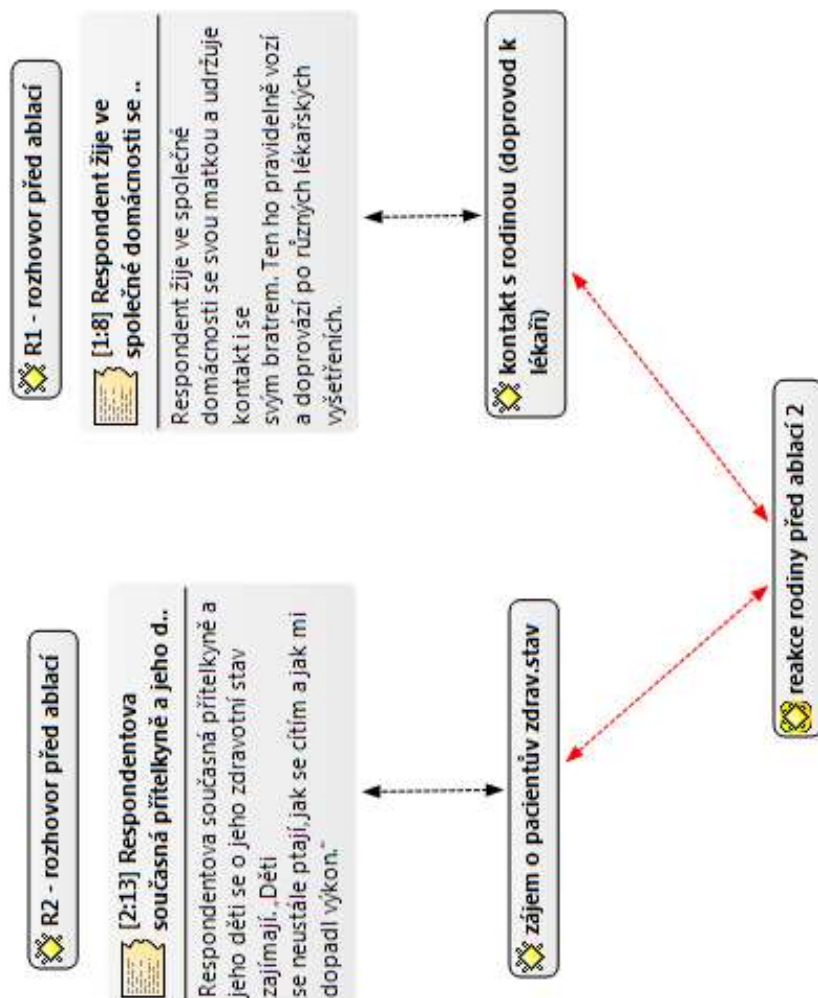 R2 - rozhovor před ablací
[2:13] Respondentova
současná přítelkyně a jeho d..
Respondentova současná přítelkyně a
jeho děti se o jeho zdravotní stav
zajímají. „Děti
se neustále ptají, jak se cítím a jak mi
dopadl výkon."
zájem o pacientův zdrav.stav
R1 - rozhovor před ablací
[1:8] Respondent žije ve
společné domácnosti se ..
Respondent žije ve společné
domácnosti se svou matkou a udržuje
kontakt i se
svým bratrem. Ten ho pravidelně vozí
a doprovází po různých lékařských
vyšetřeních.
kontakt s rodinou (doprovod k
lékaři)
reakce rodiny před ablací 2